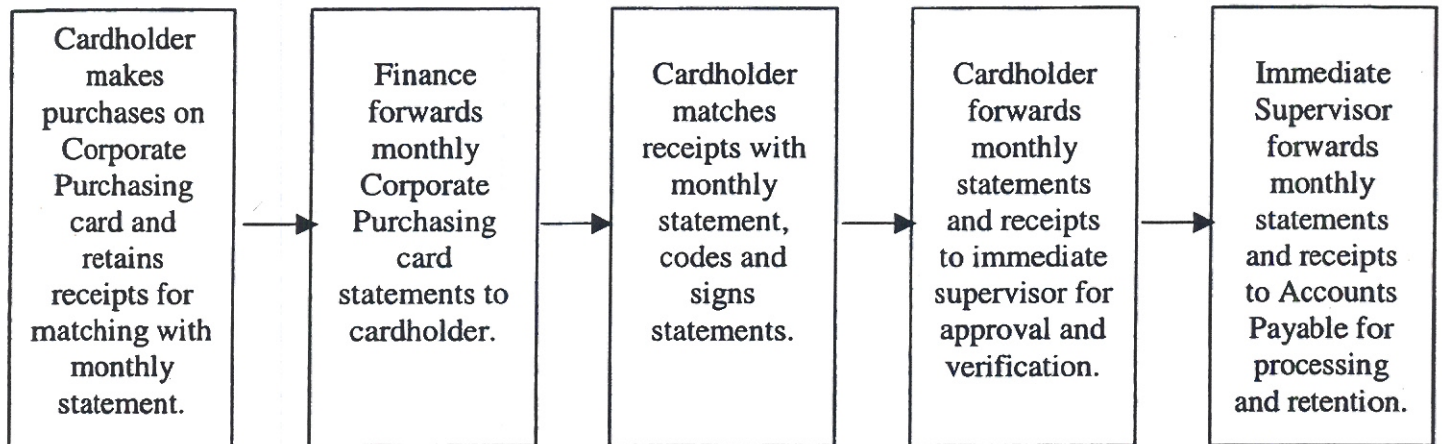 Cardholder
makes
purchases on
Corporate
Purchasing
card and
retains
receipts for
matching with
monthly
statement.
Finance
forwards
monthly
Corporate
Purchasing
card
statements to
cardholder.
Cardholder
matches
receipts with
monthly
statement,
codes and
signs
statements.
Cardholder
forwards
monthly
statements
and receipts
to immediate
supervisor for
approval and
verification.
Immediate
Supervisor
forwards
monthly
statements
and receipts
to Accounts
Payable for
processing
and retention.